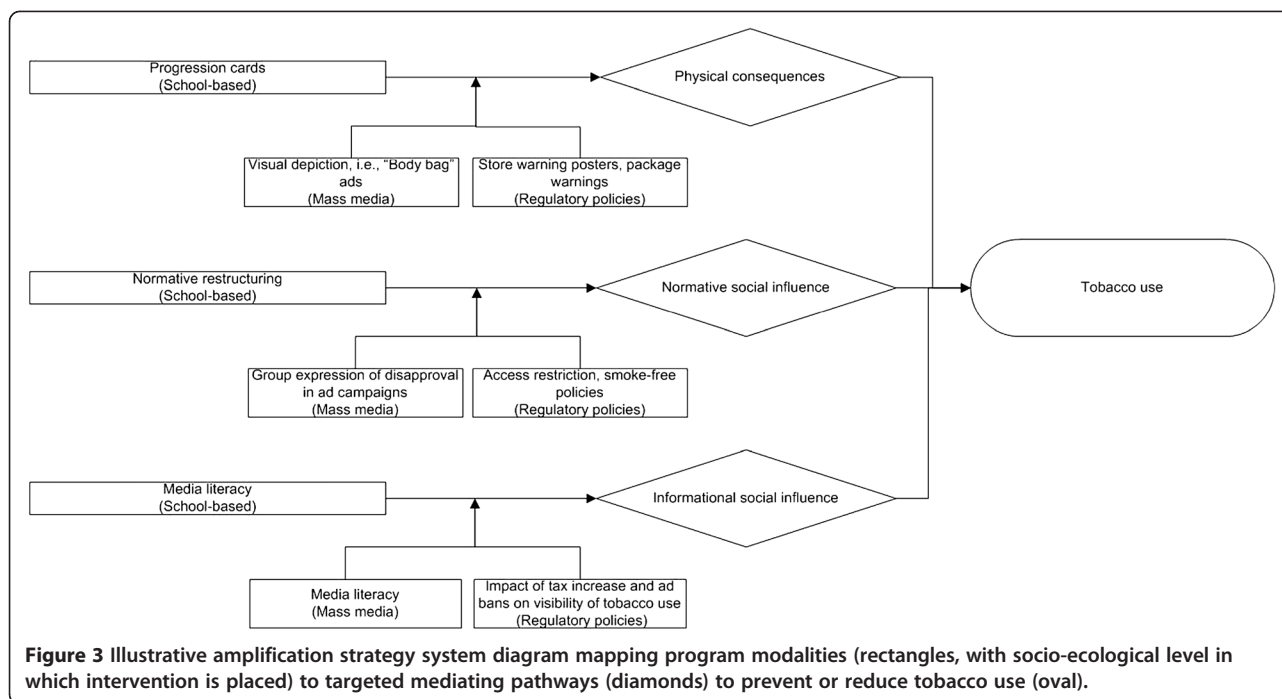 Progression cards
(School-based)
Physical consequences
Visual depiction, i.e., "Body bag"
ads
(Mass media)
Store warning posters, package
warnings
(Regulatory policies)
Normative restructuring
(School-based)
Normative social influence
Tobacco use
Group expression of disapproval
in ad campaigns
(Mass media)
Access restriction, smoke-free
policies
(Regulatory policies)
Media literacy
(School-based)
Informational social influence
Media literacy
(Mass media)
Impact of tax increase and ad
bans on visibility of tobacco use
(Regulatory policies)
Figure 3 Illustrative amplification strategy system diagram mapping program modalities (rectangles, with socio-ecological level in
which intervention is placed) to targeted mediating pathways (diamonds) to prevent or reduce tobacco use (oval).